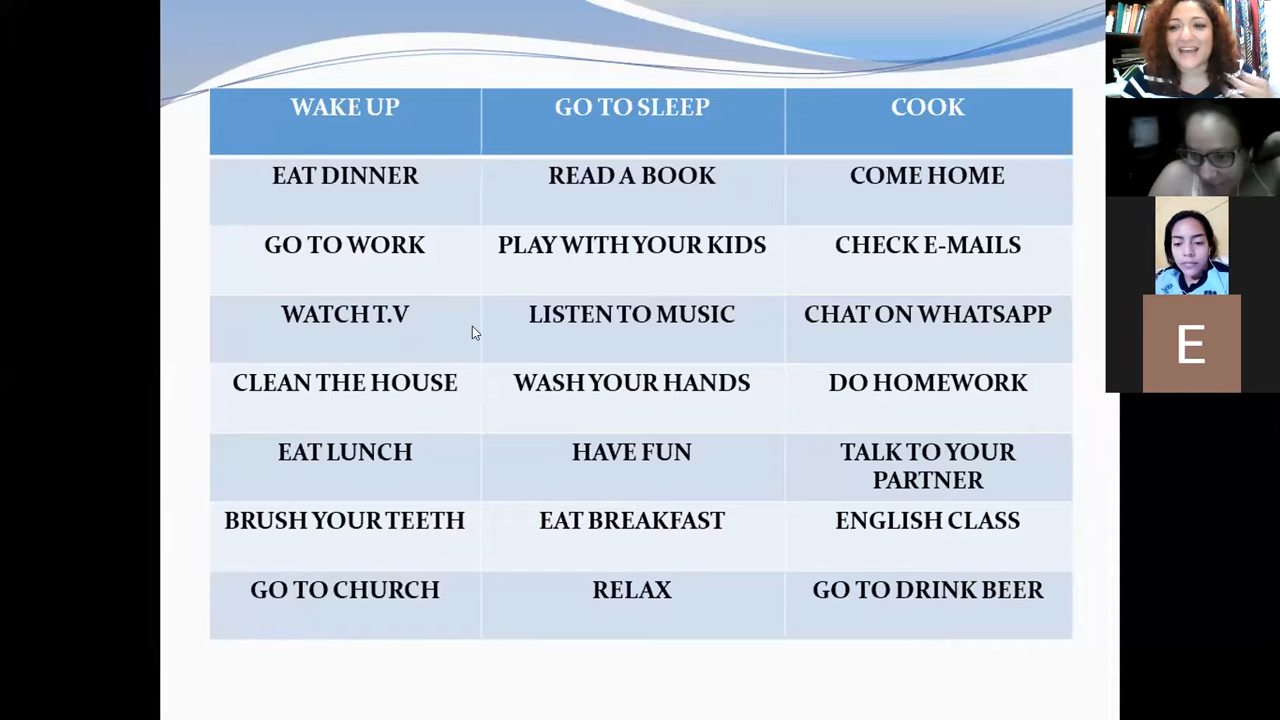 WAKE UP GO TO SLEEP COOK
EAT DINNER READ A BOOK COME HOME
GO TO WORK PLAY WITH YOUR KIDS CHECK E-MAILS
WATCH T.V LISTEN TO MUSIC CHAT ON WHATSAPP
CLEAN THE HOUSE WASH YOUR HANDS DO HOMEWORK
EAT LUNCH HAVE FUN TALK TO YOUR
PARTNER
BRUSH YOUR TEETH EAT BREAKFAST ENGLISH CLASS
GO TO CHURCH RELAX GO TO DRINK BEER
E